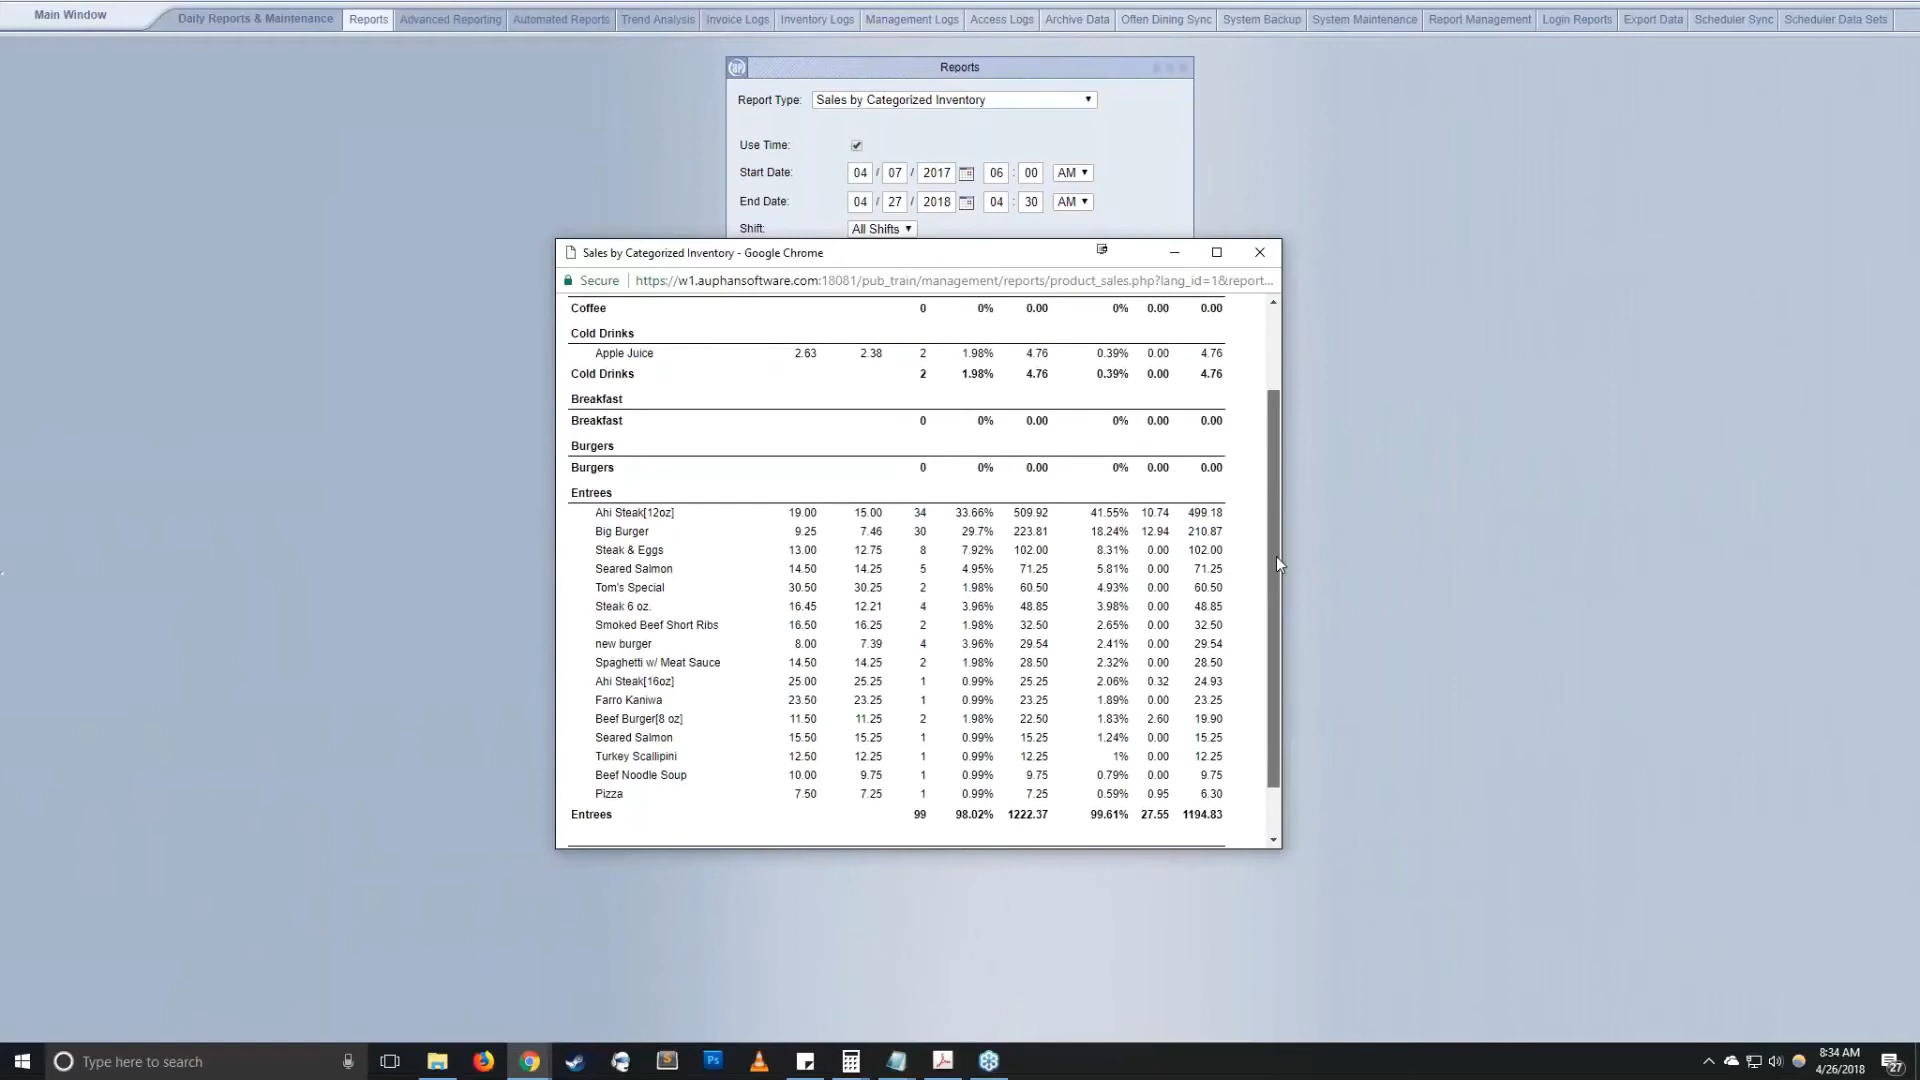 Main Window Daily Reports & Maintenance Reports Advanced Reporting Automated Reports Trend Analysis Invoice Logs Inventory Logs Management Logs Access Logs Archive Data Often Dining Sync System Backup System Maintenance Report Management Login Reports Export Data Scheduler Sync Scheduler Data Sets
Reports
Report Type: Sales by Categorized Inventory
Use Time:
Start Date: 04 / 07 / 2017 06 : 00 AM
End Date: 04 / 27 / 2018 04 : 30 AM
Shift: All Shifts
Sales by Categorized Inventory - Google Chrome
Secure https://w1.auphansoftware.com:18081/pub_train/management/reports/product_sales.php?lang_id=1&report...
Coffee 0 0% 0.00 0% 0.00 0.00
Cold Drinks
Apple Juice 2.63 2.38 2 1.98% 4.76 0.39% 0.00 4.76
Cold Drinks 2 1.98% 4.76 0.39% 0.00 4.76
Breakfast
Breakfast 0 0% 0.00 0% 0.00 0.00
Burgers
Burgers 0 0% 0.00 0% 0.00 0.00
Entrees
Ahi Steak[12oz] 19.00 15.00 34 33.66% 509.92 41.55% 10.74 499.18
Big Burger 9.25 7.46 30 29.7% 223.81 18.24% 12.94 210.87
Steak & Eggs 13.00 12.75 8 7.92% 102.00 8.31% 0.00 102.00
Seared Salmon 14.50 14.25 5 4.95% 71.25 5.81% 0.00 71.25
Tom's Special 30.50 30.25 2 1.98% 60.50 4.93% 0.00 60.50
Steak 6 oz. 16.45 12.21 4 3.96% 48.85 3.98% 0.00 48.85
Smoked Beef Short Ribs 16.50 16.25 2 1.98% 32.50 2.65% 0.00 32.50
new burger 8.00 7.39 4 3.96% 29.54 2.41% 0.00 29.54
Spaghetti w/ Meat Sauce 14.50 14.25 2 1.98% 28.50 2.32% 0.00 28.50
Ahi Steak[16oz] 25.00 25.25 1 0.99% 25.25 2.06% 0.32 24.93
Farro Kaniwa 23.50 23.25 1 0.99% 23.25 1.89% 0.00 23.25
Beef Burger[8 oz] 11.50 11.25 2 1.98% 22.50 1.83% 2.60 19.90
Seared Salmon 15.50 15.25 1 0.99% 15.25 1.24% 0.00 15.25
Turkey Scallipini 12.50 12.25 1 0.99% 12.25 1% 0.00 12.25
Beef Noodle Soup 10.00 9.75 1 0.99% 9.75 0.79% 0.00 9.75
Pizza 7.50 7.25 1 0.99% 7.25 0.59% 0.95 6.30
Entrees 99 98.02% 1222.37 99.61% 27.55 1194.83
Type here to search
8:34 AM
4/26/2018
27